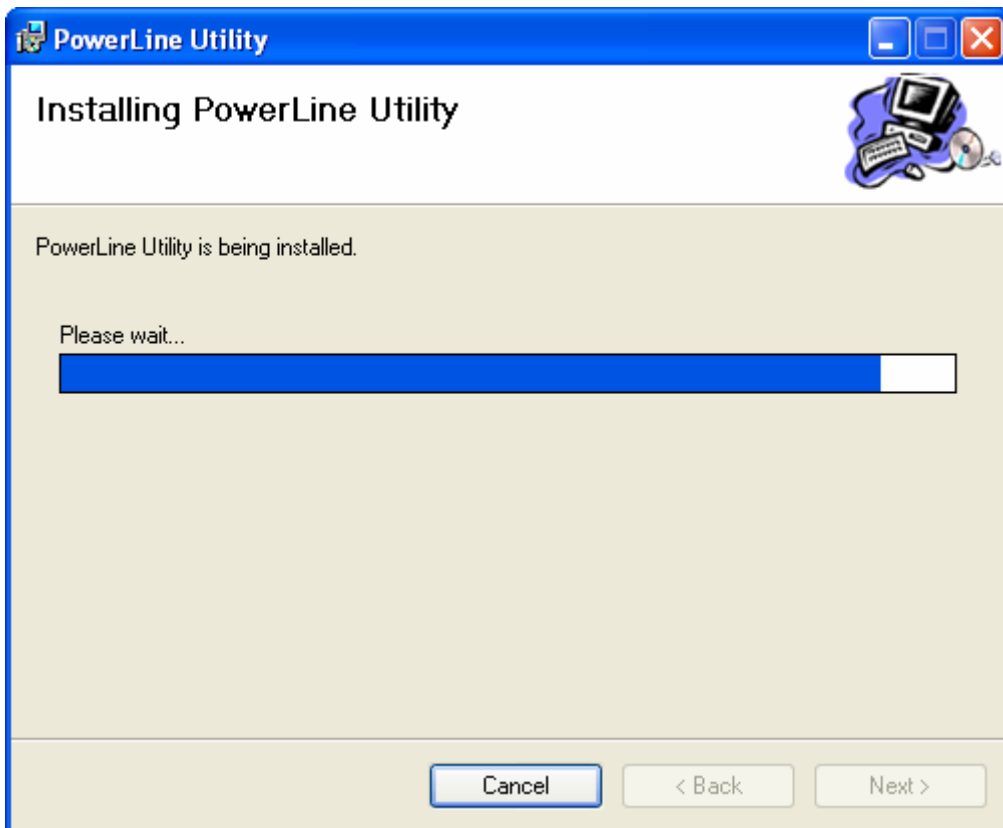 PowerLine Utility
Installing PowerLine Utility
PowerLine Utility is being installed.
Please wait...
Cancel
< Back
Next >